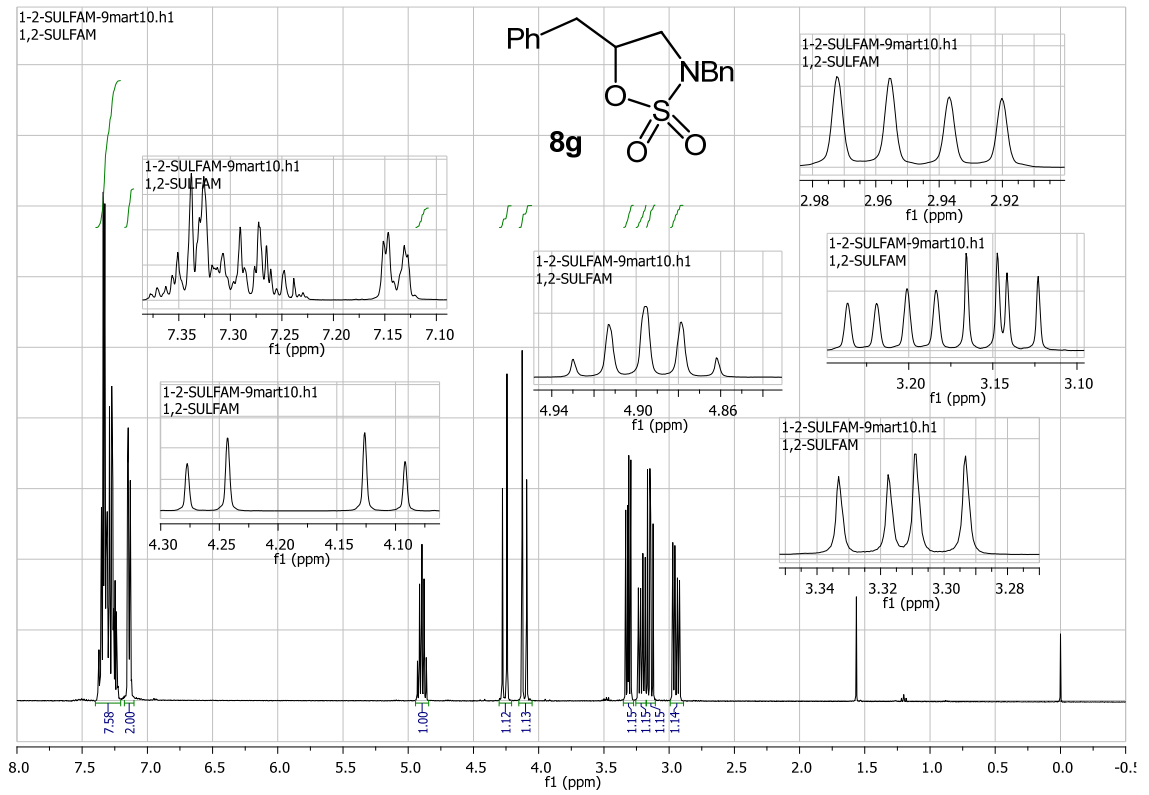 1-2-SULFAM-9mart10.h1
1,2-SULFAM
Ph
NBn
O
S
O
O
8g
1-2-SULFAM-9mart10.h1
1,2-SULFAM
2.98 2.96 2.94 2.92
f1 (ppm)
1-2-SULFAM-9mart10.h1
1,2-SULFAM
7.35 7.30 7.25 7.20 7.15 7.10
f1 (ppm)
1-2-SULFAM-9mart10.h1
1,2-SULFAM
4.94 4.90 4.86
f1 (ppm)
1-2-SULFAM-9mart10.h1
1,2-SULFAM
3.20 3.15 3.10
f1 (ppm)
1-2-SULFAM-9mart10.h1
1,2-SULFAM
4.30 4.25 4.20 4.15 4.10
f1 (ppm)
1-2-SULFAM-9mart10.h1
1,2-SULFAM
3.34 3.32 3.30 3.28
f1 (ppm)
7.58 2.00 1.00 1.12 1.13 1.15 1.15 1.15 1.14
8.0 7.0 6.5 6.0 5.5 5.0 4.5 4.0 3.5 3.0 2.5 2.0 1.5 1.0 0.5 0.0 -0.5
f1 (ppm)